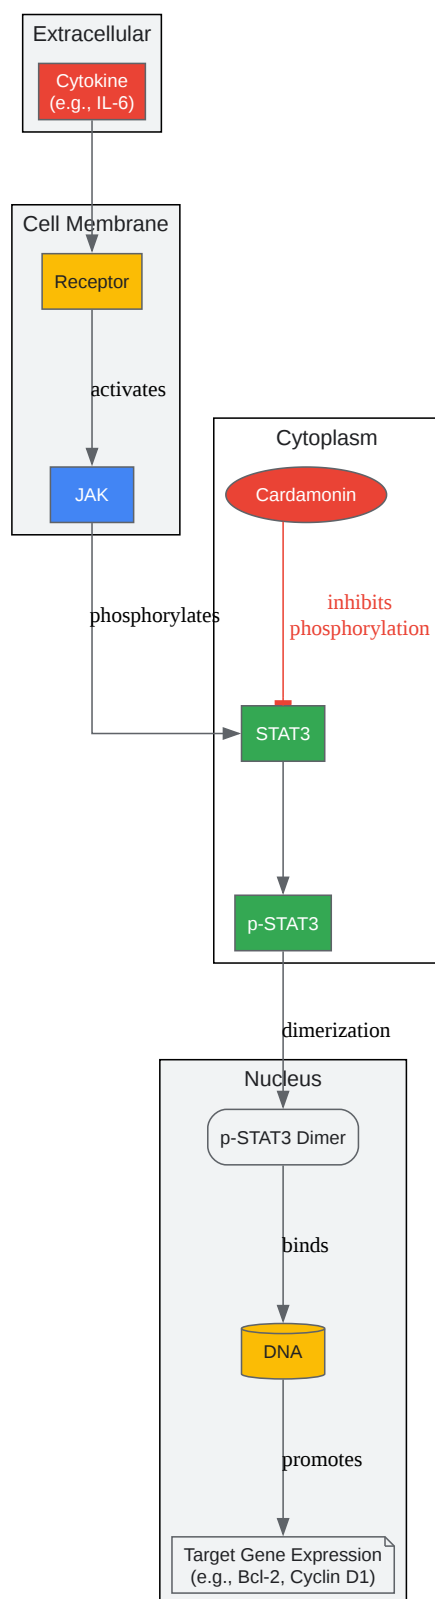 Extracellular
Cytokine
(e.g., IL-6)
Cell Membrane
Receptor
activates
JAK
phosphorylates
Cytoplasm
Cardamonin
inhibits
phosphorylation
STAT3
p-STAT3
dimerization
Nucleus
p-STAT3 Dimer
binds
DNA
promotes
Target Gene Expression
(e.g., Bcl-2, Cyclin D1)